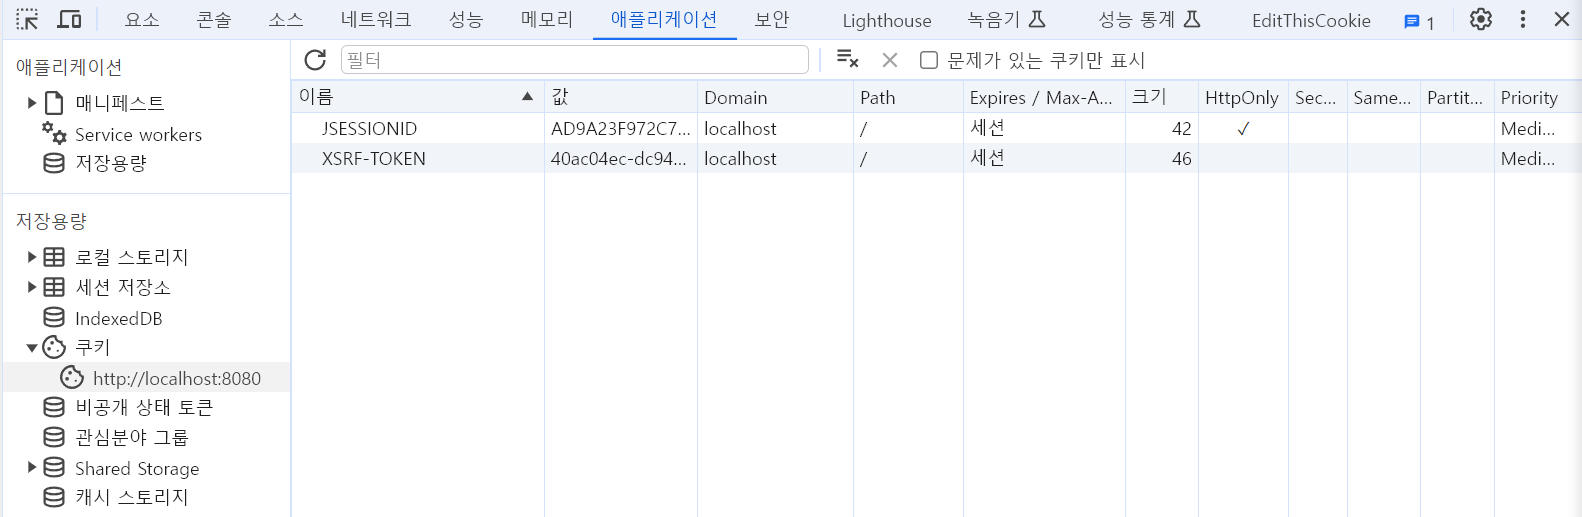 요소 콘솔 소스 네트워크 성능 메모리 애플리케이션 보안 Lighthouse 녹음기 성능 통계 EditThisCookie 1
애플리케이션
매니페스트
Service workers
저장용량
저장용량
로컬 스토리지
세션 저장소
IndexedDB
쿠키
http://localhost:8080
비공개 상태 토큰
관심분야 그룹
Shared Storage
캐시 스토리지
필터 문제가 있는 쿠키만 표시
이름 ▲ 값 Domain Path Expires / Max-A... 크기 HttpOnly Sec... Same... Partit... Priority
JSESSIONID AD9A23F972C7... localhost / 세션 42 ✓ Medi...
XSRF-TOKEN 40ac04ec-dc94... localhost / 세션 46 Medi...